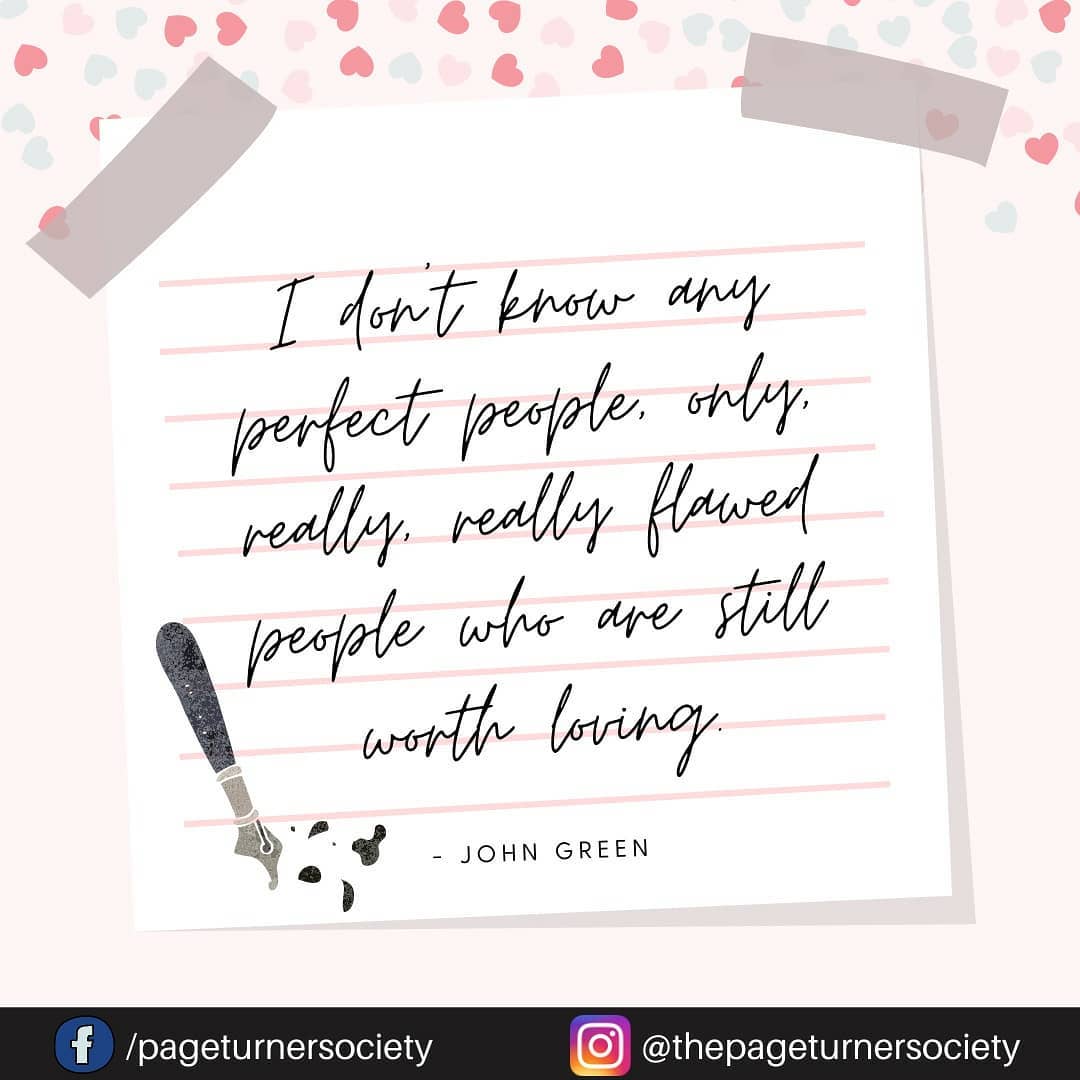 I don't know any
perfect people, only,
really, really flawed
people who are still
worth loving.
- JOHN GREEN
/pageturnersociety
@thepageturnersociety